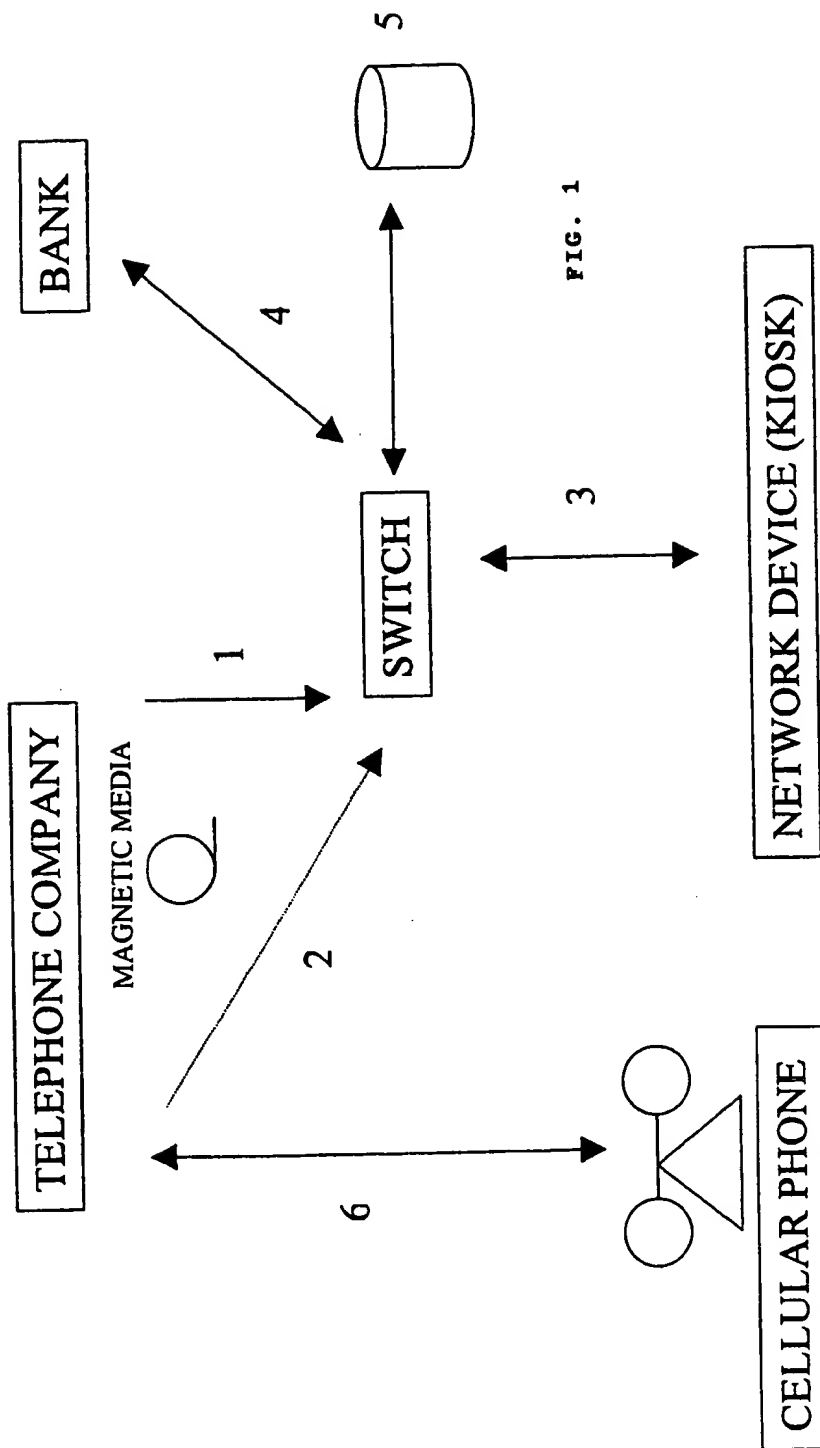 TELEPHONE COMPANY
BANK
MAGNETIC MEDIA
1
4
2
SWITCH
5
6
3
FIG. 1
CELLULAR PHONE
NETWORK DEVICE (KIOSK)